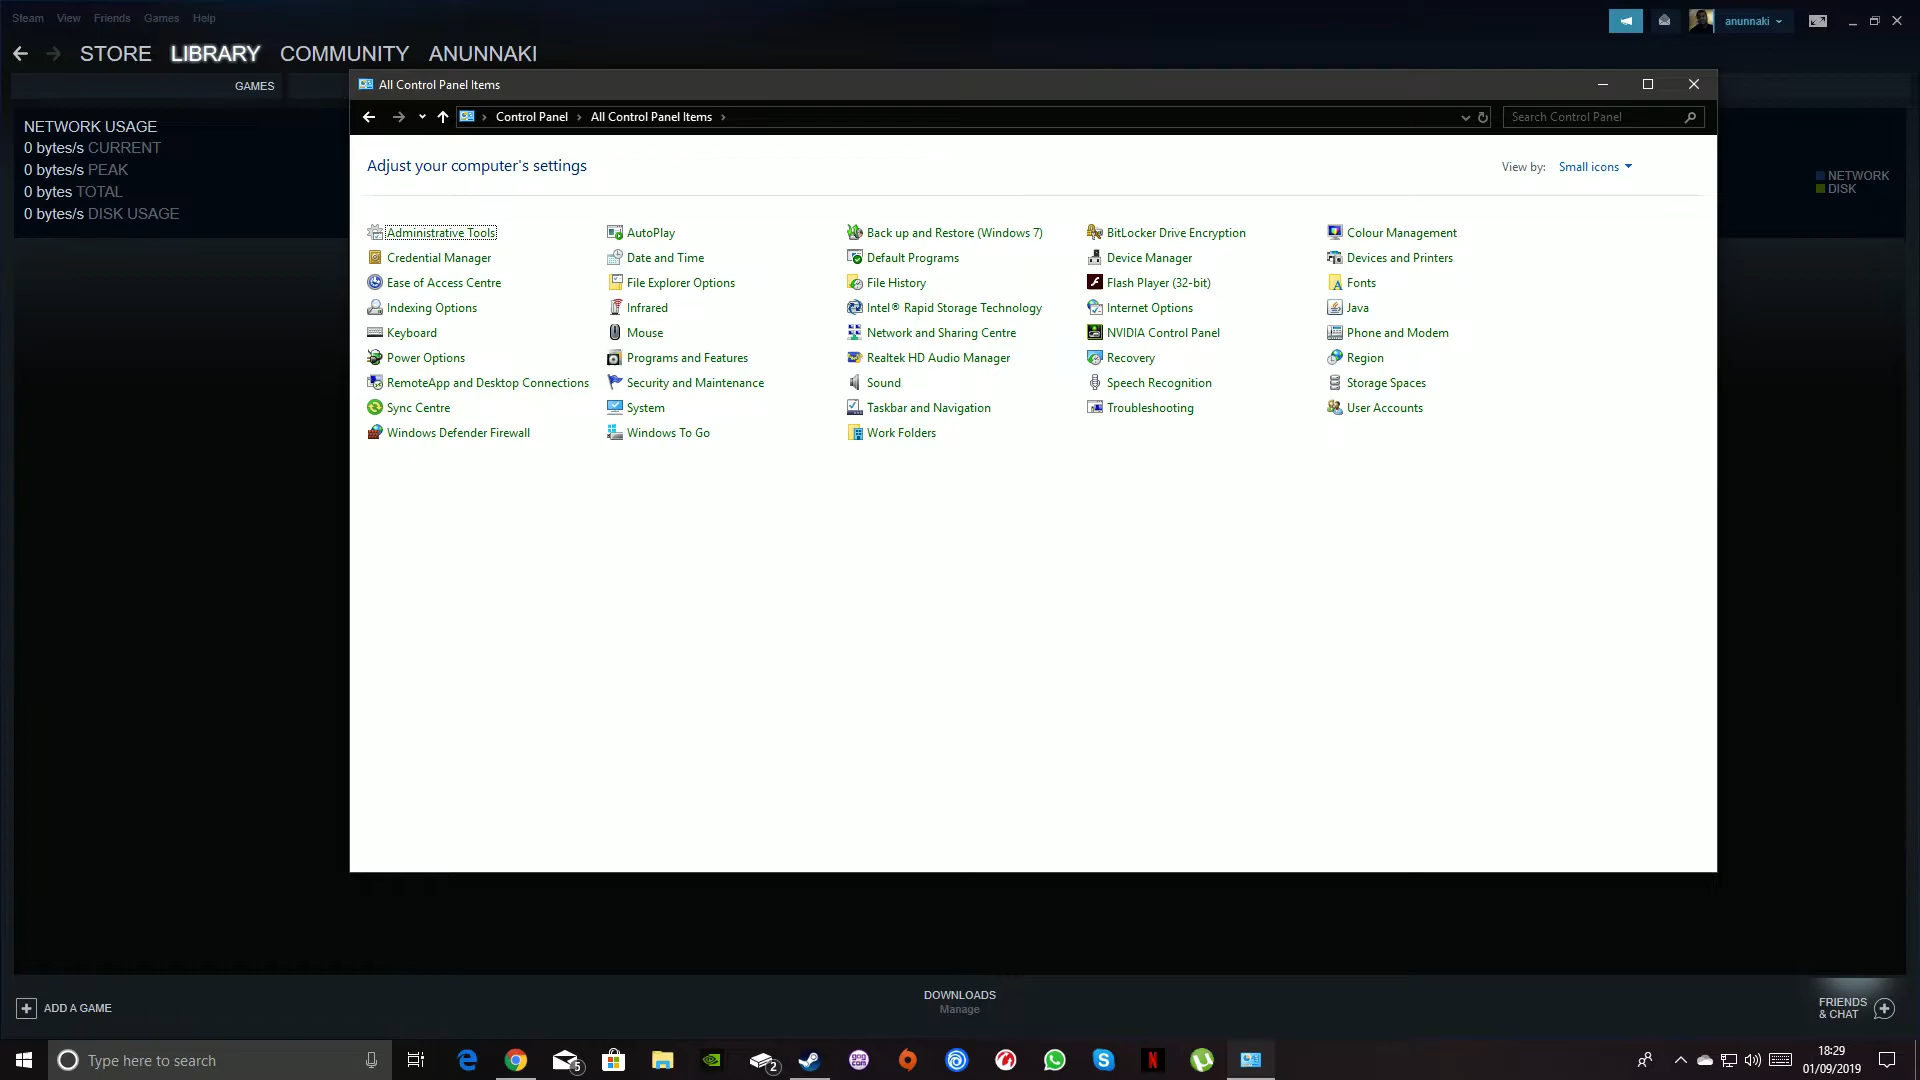 Steam View Friends Games Help
anunnaki
STORE LIBRARY COMMUNITY ANUNNAKI
GAMES
NETWORK USAGE
0 bytes/s CURRENT
0 bytes/s PEAK
0 bytes TOTAL
0 bytes/s DISK USAGE
NETWORK
DISK
All Control Panel Items
Control Panel All Control Panel Items
Search Control Panel
Adjust your computer's settings
View by: Small icons
Administrative Tools AutoPlay Back up and Restore (Windows 7) BitLocker Drive Encryption Colour Management
Credential Manager Date and Time Default Programs Device Manager Devices and Printers
Ease of Access Centre File Explorer Options File History Flash Player (32-bit) Fonts
Indexing Options Infrared Intel® Rapid Storage Technology Internet Options Java
Keyboard Mouse Network and Sharing Centre NVIDIA Control Panel Phone and Modem
Power Options Programs and Features Realtek HD Audio Manager Recovery Region
RemoteApp and Desktop Connections Security and Maintenance Sound Speech Recognition Storage Spaces
Sync Centre System Taskbar and Navigation Troubleshooting User Accounts
Windows Defender Firewall Windows To Go Work Folders
ADD A GAME
DOWNLOADS
Manage
FRIENDS
& CHAT
Type here to search
5
2
GOG
COM
N
18:29
01/09/2019